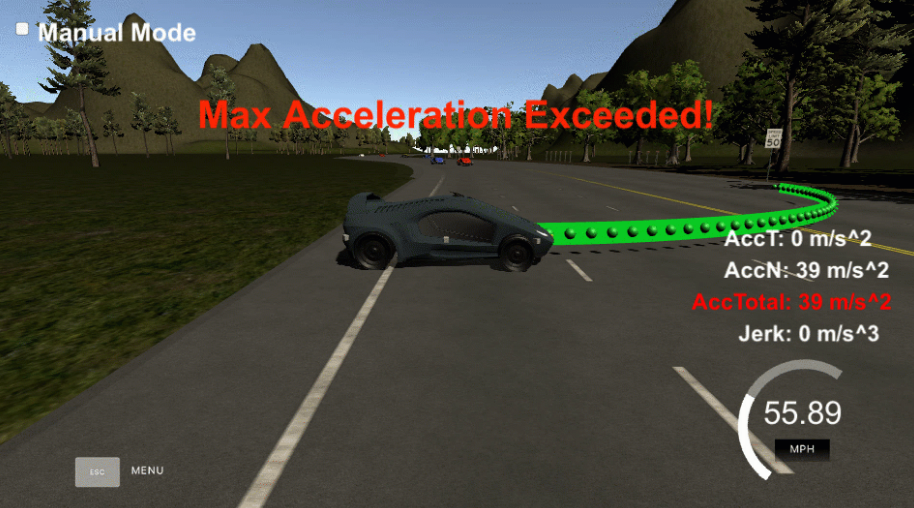 Manual Mode
Max Acceleration Exceeded!
50
AccT: 0 m/s^2
AccN: 39 m/s^2
AccTotal: 39 m/s^2
Jerk: 0 m/s^3
55.89
MPH
ESC MENU